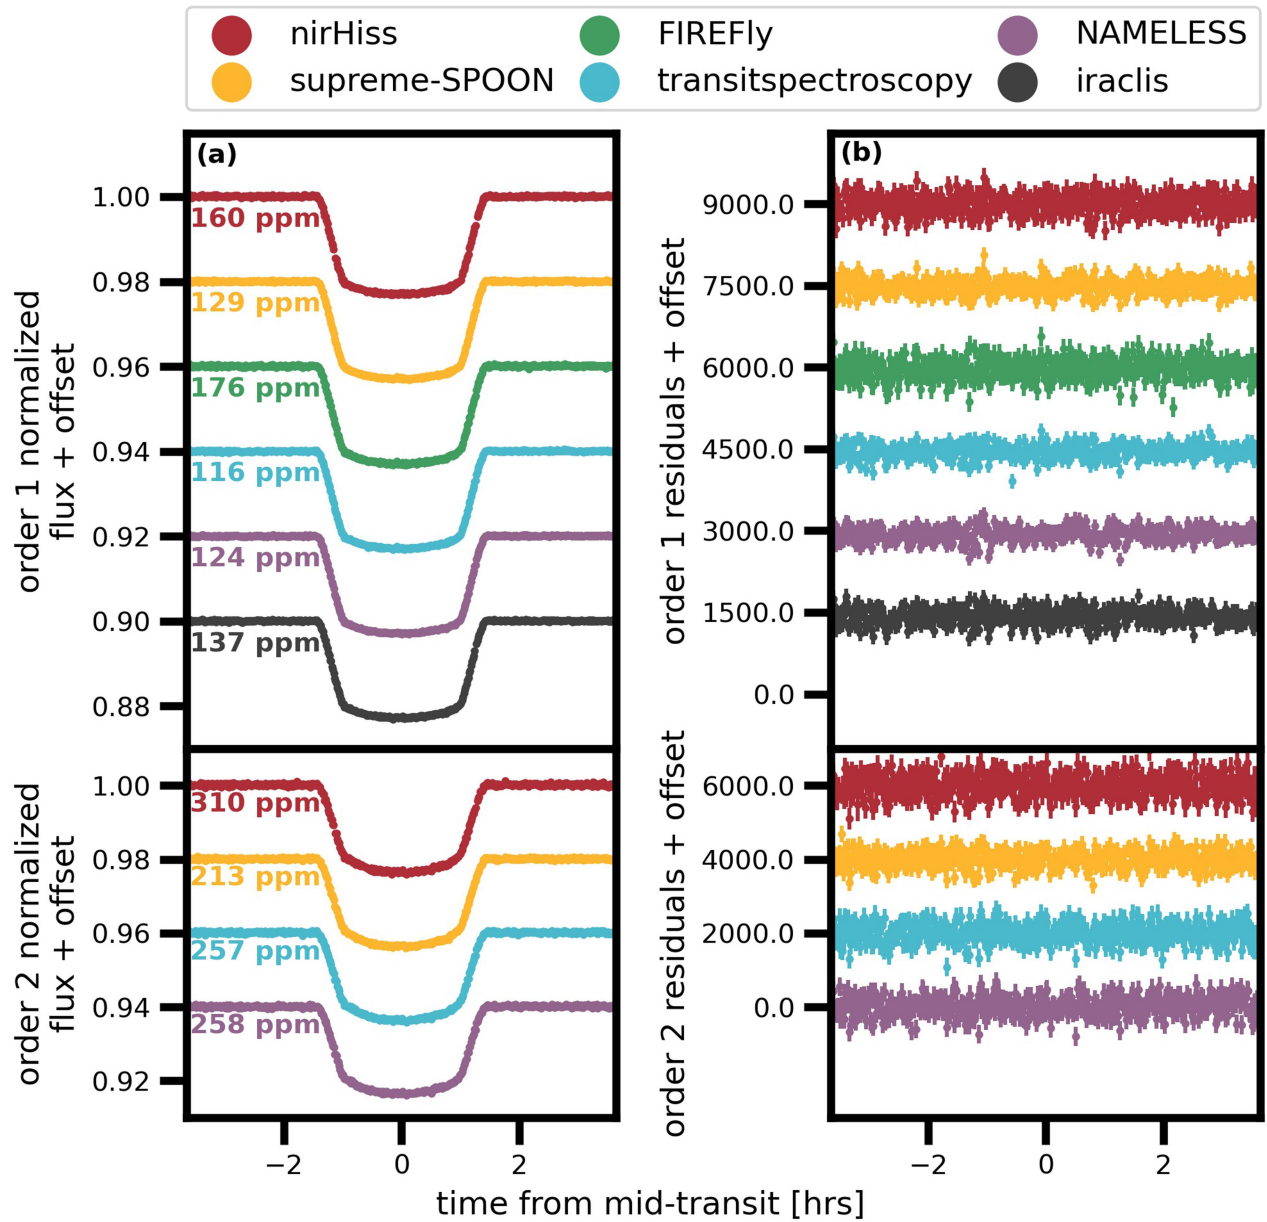 nirHiss FIREFly NAMELESS
supreme-SPOON transitspectroscopy iraclis
(a)
order 1 normalized
flux + offset
1.00
160 ppm
0.98
129 ppm
0.96
176 ppm
0.94
116 ppm
0.92
124 ppm
0.90
137 ppm
0.88
(b)
order 1 residuals + offset
9000.0
7500.0
6000.0
4500.0
3000.0
1500.0
0.0
order 2 normalized
flux + offset
1.00
310 ppm
0.98
213 ppm
0.96
257 ppm
0.94
258 ppm
0.92
order 2 residuals + offset
6000.0
4000.0
2000.0
0.0
−2 0 2
−2 0 2
time from mid-transit [hrs]